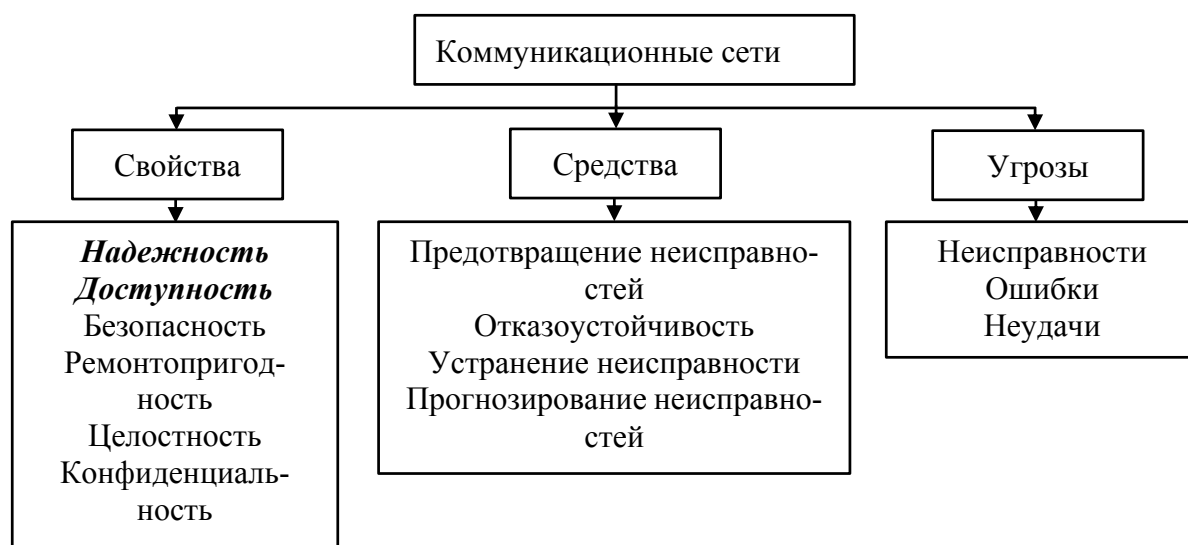 Коммуникационные сети
Свойства
Средства
Угрозы
Надежность
Доступность
Безопасность
Ремонтопригод-
ность
Целостность
Конфиденциаль-
ность
Предотвращение неисправно-
стей
Отказоустойчивость
Устранение неисправности
Прогнозирование неисправно-
стей
Неисправности
Ошибки
Неудачи